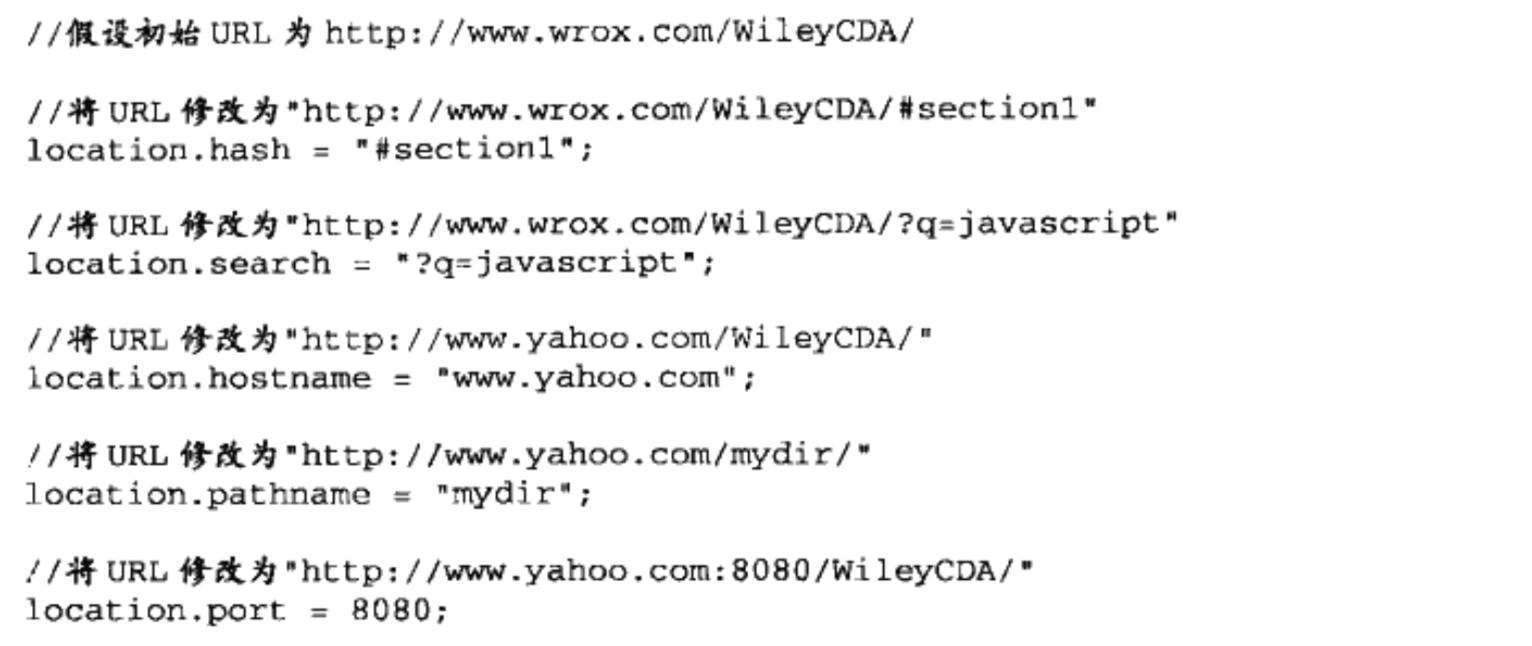 //假设初始 URL 为 http://www.wrox.com/WileyCDA/
//将 URL 修改为"http://www.wrox.com/WileyCDA/#section1"
location.hash = "#section1";
//将 URL 修改为"http://www.wrox.com/WileyCDA/?q=javascript"
location.search = "?q=javascript";
//将 URL 修改为"http://www.yahoo.com/WileyCDA/"
location.hostname = "www.yahoo.com";
//将 URL 修改为"http://www.yahoo.com/mydir/"
location.pathname = "mydir";
//将 URL 修改为"http://www.yahoo.com:8080/WileyCDA/"
location.port = 8080;